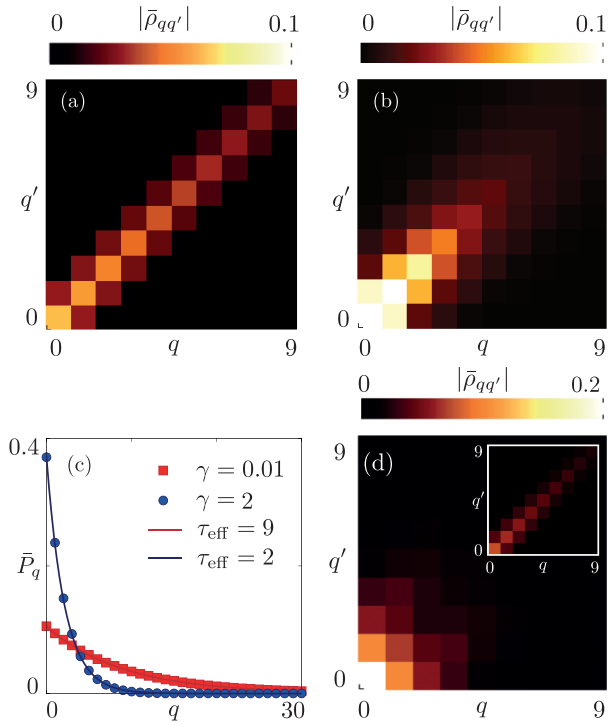 0 |ρ̄qq′| 0.1
0 |ρ̄qq′| 0.1
(a)
9
q′
0
0 q 9
(b)
9
q′
0
0 q 9
0.4
(c)
γ = 0.01
γ = 2
τeff = 9
τeff = 2
P̄q
0
0 q 30
0 |ρ̄qq′| 0.2
(d)
9
q′
0
0 q 9
9
q′
0
0 q 9